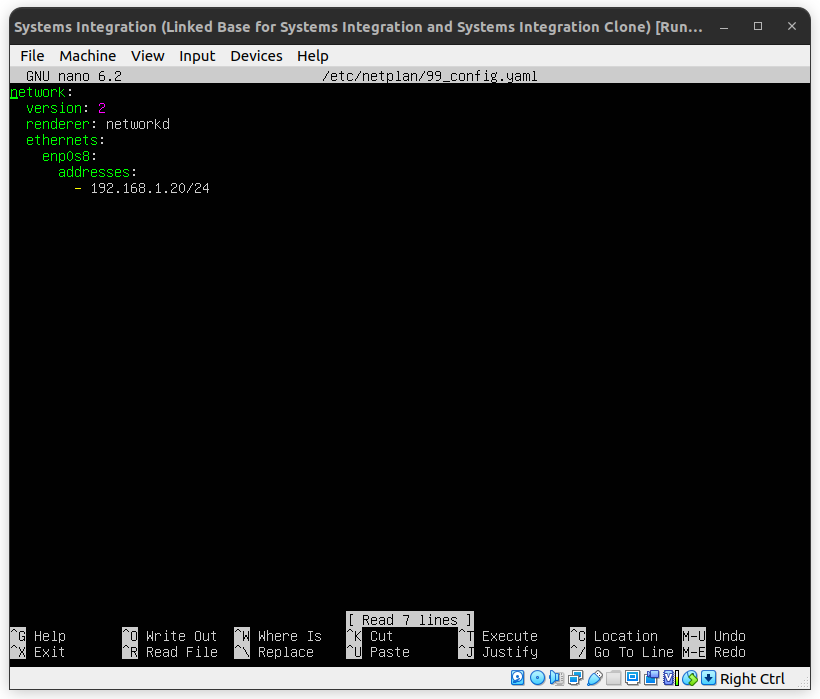 Systems Integration (Linked Base for Systems Integration and Systems Integration Clone) [Run...
File Machine View Input Devices Help
GNU nano 6.2 /etc/netplan/99_config.yaml
network:
  version: 2
  renderer: networkd
  ethernets:
    enp0s8:
      addresses:
        - 192.168.1.20/24
[ Read 7 lines ]
^G Help ^O Write Out ^W Where Is ^K Cut ^T Execute ^C Location M-U Undo
^X Exit ^R Read File ^\ Replace ^U Paste ^J Justify ^/ Go To Line M-E Redo
Right Ctrl